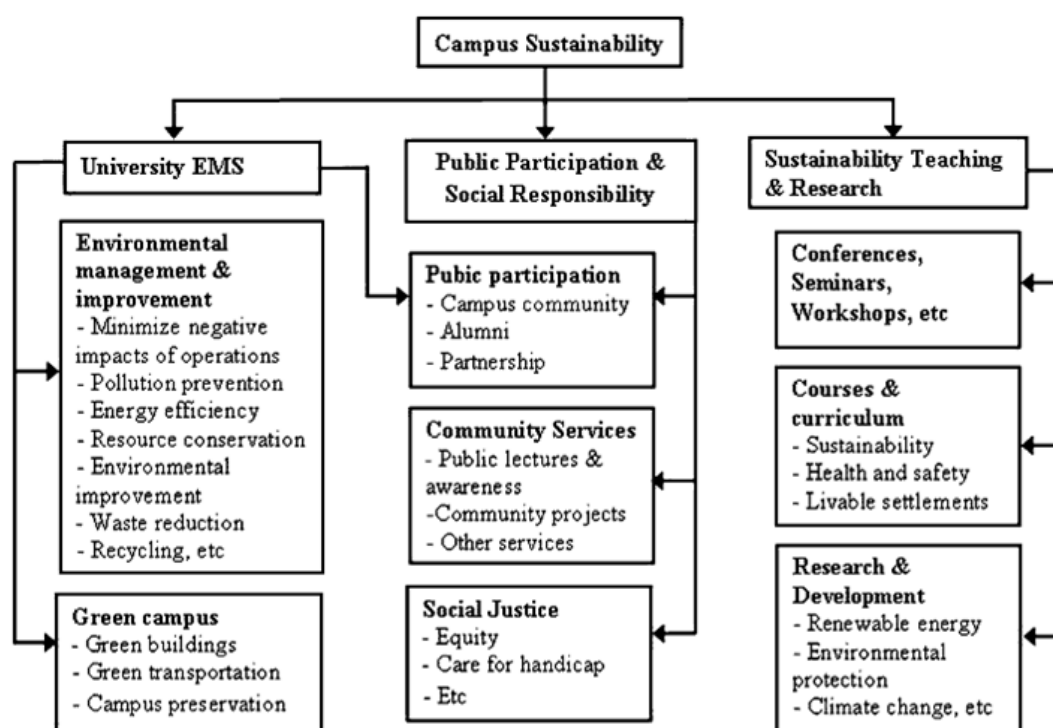 Campus Sustainability
University EMS
Environmental
management &
improvement
- Minimize negative
impacts of operations
- Pollution prevention
- Energy efficiency
- Resource conservation
- Environmental
improvement
- Waste reduction
- Recycling, etc
Green campus
- Green buildings
- Green transportation
- Campus preservation
Public Participation &
Social Responsibility
Pubic participation
- Campus community
- Alumni
- Partnership
Community Services
- Public lectures &
awareness
-Community projects
- Other services
Social Justice
- Equity
- Care for handicap
- Etc
Sustainability Teaching
& Research
Conferences,
Seminars,
Workshops, etc
Courses &
curriculum
- Sustainability
- Health and safety
- Livable settlements
Research &
Development
- Renewable energy
- Environmental
protection
- Climate change, etc